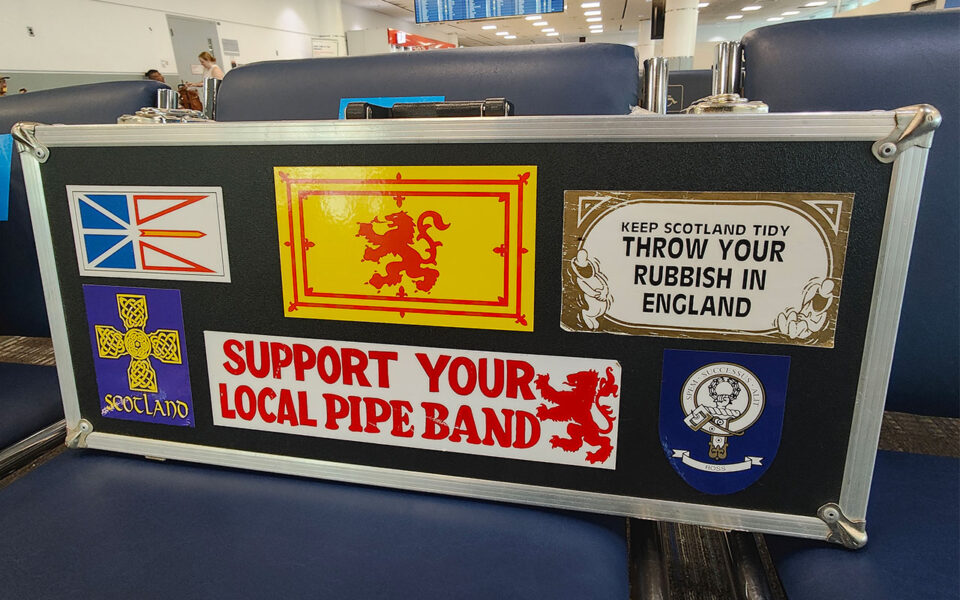 KEEP SCOTLAND TIDY
THROW YOUR
RUBBISH IN
ENGLAND
SCOTLAND
SUPPORT YOUR
LOCAL PIPE BAND
SPEM SUCCESSUS ALIT
ROSS